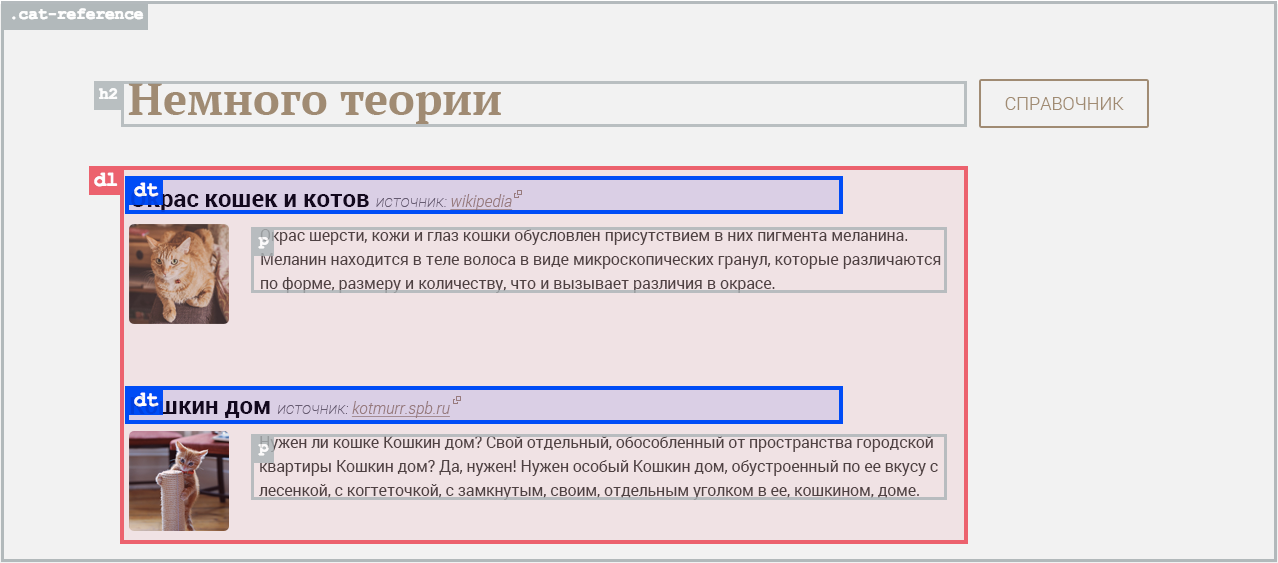 .cat-reference
h2
Немного теории
СПРАВОЧНИК
dl
dt
Окрас кошек и котов источник: wikipedia
p
Окрас шерсти, кожи и глаз кошки обусловлен присутствием в них пигмента меланина.
Меланин находится в теле волоса в виде микроскопических гранул, которые различаются
по форме, размеру и количеству, что и вызывает различия в окрасе.
dt
Кошкин дом источник: kotmurr.spb.ru
p
Нужен ли кошке Кошкин дом? Свой отдельный, обособленный от пространства городской
квартиры Кошкин дом? Да, нужен! Нужен особый Кошкин дом, обустроенный по ее вкусу с
лесенкой, с когтеточкой, с замкнутым, своим, отдельным уголком в ее, кошкином, доме.